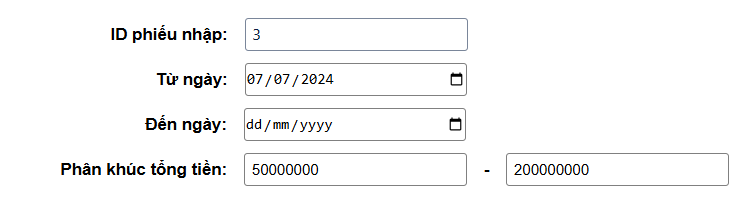 ID phiếu nhập: 3
Từ ngày: 07/07/2024
Đến ngày: dd/mm/yyyy
Phân khúc tổng tiền: 50000000 - 200000000